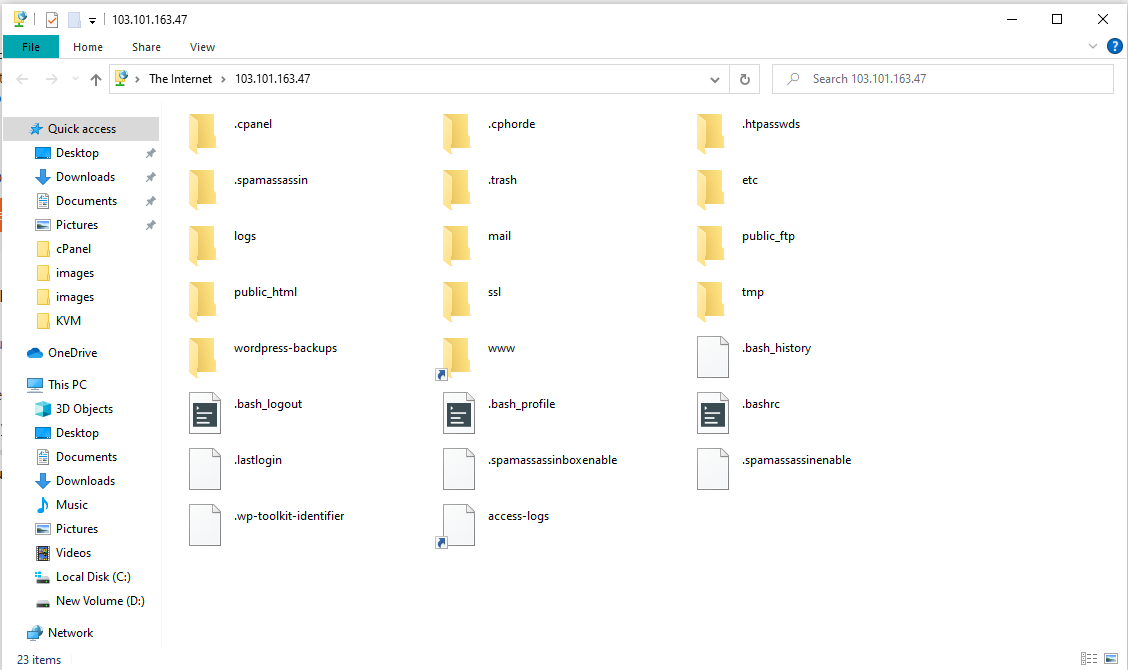 103.101.163.47
File Home Share View
The Internet 103.101.163.47
Search 103.101.163.47
Quick access
Desktop
Downloads
Documents
Pictures
cPanel
images
images
KVM
OneDrive
This PC
3D Objects
Desktop
Documents
Downloads
Music
Pictures
Videos
Local Disk (C:)
New Volume (D:)
Network
.cpanel .cphorde .htpasswds
.spamassassin .trash etc
logs mail public_ftp
public_html ssl tmp
wordpress-backups www .bash_history
.bash_logout .bash_profile .bashrc
.lastlogin .spamassassinboxenable .spamassassinenable
.wp-toolkit-identifier access-logs
23 items